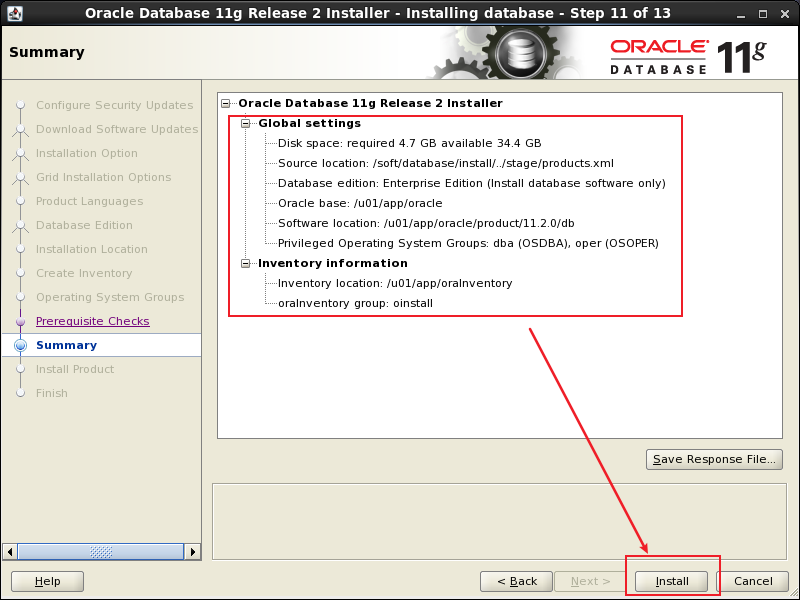 Oracle Database 11g Release 2 Installer - Installing database - Step 11 of 13
Summary
ORACLE
DATABASE
11g
Configure Security Updates
Download Software Updates
Installation Option
Grid Installation Options
Product Languages
Database Edition
Installation Location
Create Inventory
Operating System Groups
Prerequisite Checks
Summary
Install Product
Finish
Oracle Database 11g Release 2 Installer
Global settings
Disk space: required 4.7 GB available 34.4 GB
Source location: /soft/database/install/../stage/products.xml
Database edition: Enterprise Edition (Install database software only)
Oracle base: /u01/app/oracle
Software location: /u01/app/oracle/product/11.2.0/db
Privileged Operating System Groups: dba (OSDBA), oper (OSOPER)
Inventory information
Inventory location: /u01/app/oraInventory
oraInventory group: oinstall
Save Response File...
Help
< Back
Next >
Install
Cancel